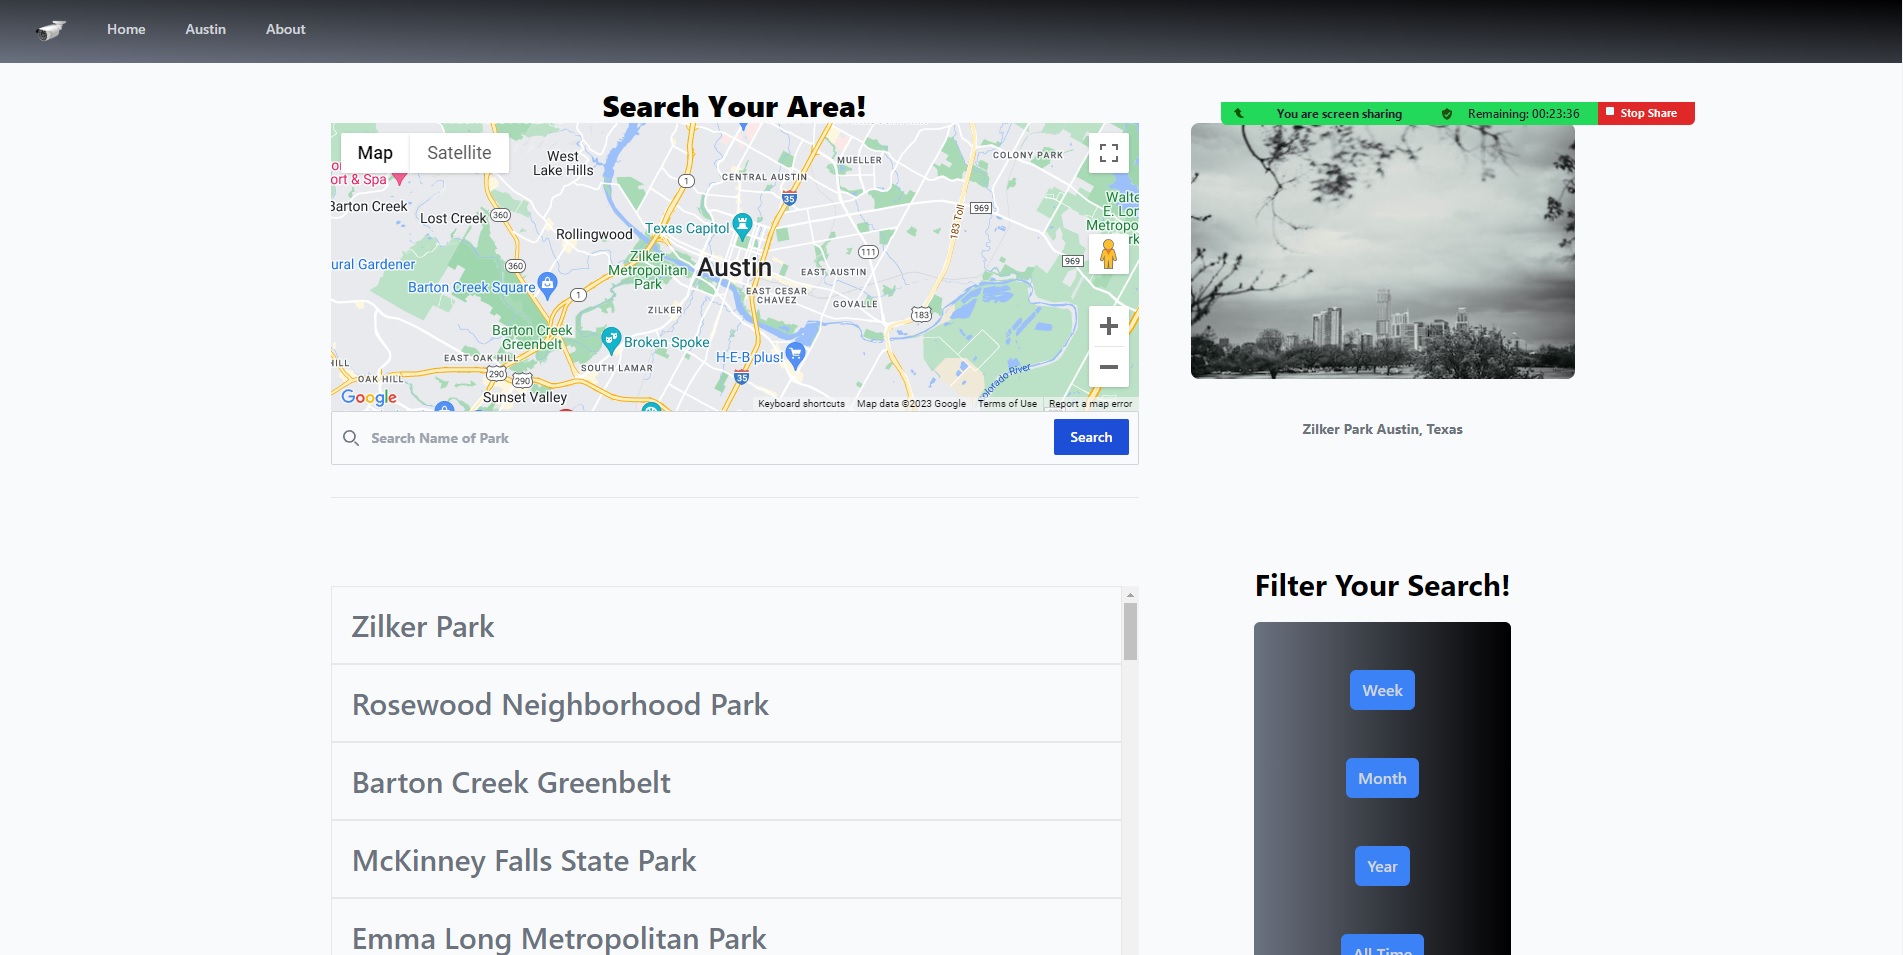 Home
Austin
About
Search Your Area!
You are screen sharing
Remaining: 00:23:36
Stop Share
Map
Satellite
West
Lake Hills
ort & Spa
Barton Creek
Lost Creek
360
Rollingwood
1
CENTRAL AUSTIN
MUELLER
COLONY PARK
35
Texas Capitol
969
183 Toll
Walte
E. Lon
Metropo
rk
ural Gardener
360
Zilker
Metropolitan
Park
Austin
111
EAST AUSTIN
969
Barton Creek Square
1
EAST CESAR
CHAVEZ
GOVALLE
ZILKER
183
Barton Creek
Greenbelt
Broken Spoke
H-E-B plus!
EAST OAK HILL
SOUTH LAMAR
290
290
35
OAK HILL
Sunset Valley
Colorado River
Google
Keyboard shortcuts
Map data ©2023 Google
Terms of Use
Report a map error
Search Name of Park
Search
Zilker Park Austin, Texas
Zilker Park
Rosewood Neighborhood Park
Barton Creek Greenbelt
McKinney Falls State Park
Emma Long Metropolitan Park
Filter Your Search!
Week
Month
Year
All Time